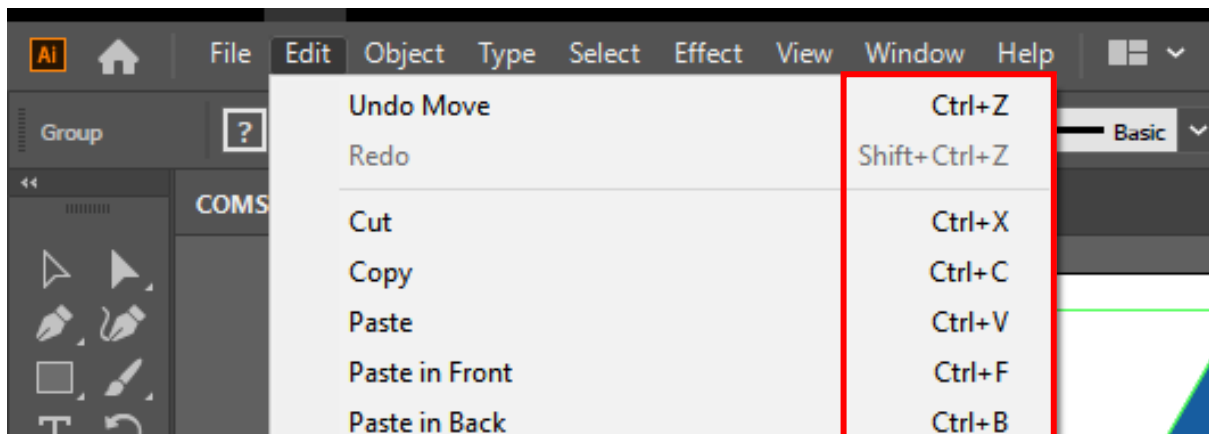 Ai File Edit Object Type Select Effect View Window Help
Undo Move Ctrl+Z
Group ? Basic
Redo Shift+Ctrl+Z
COMS
Cut Ctrl+X
Copy Ctrl+C
Paste Ctrl+V
Paste in Front Ctrl+F
Paste in Back Ctrl+B